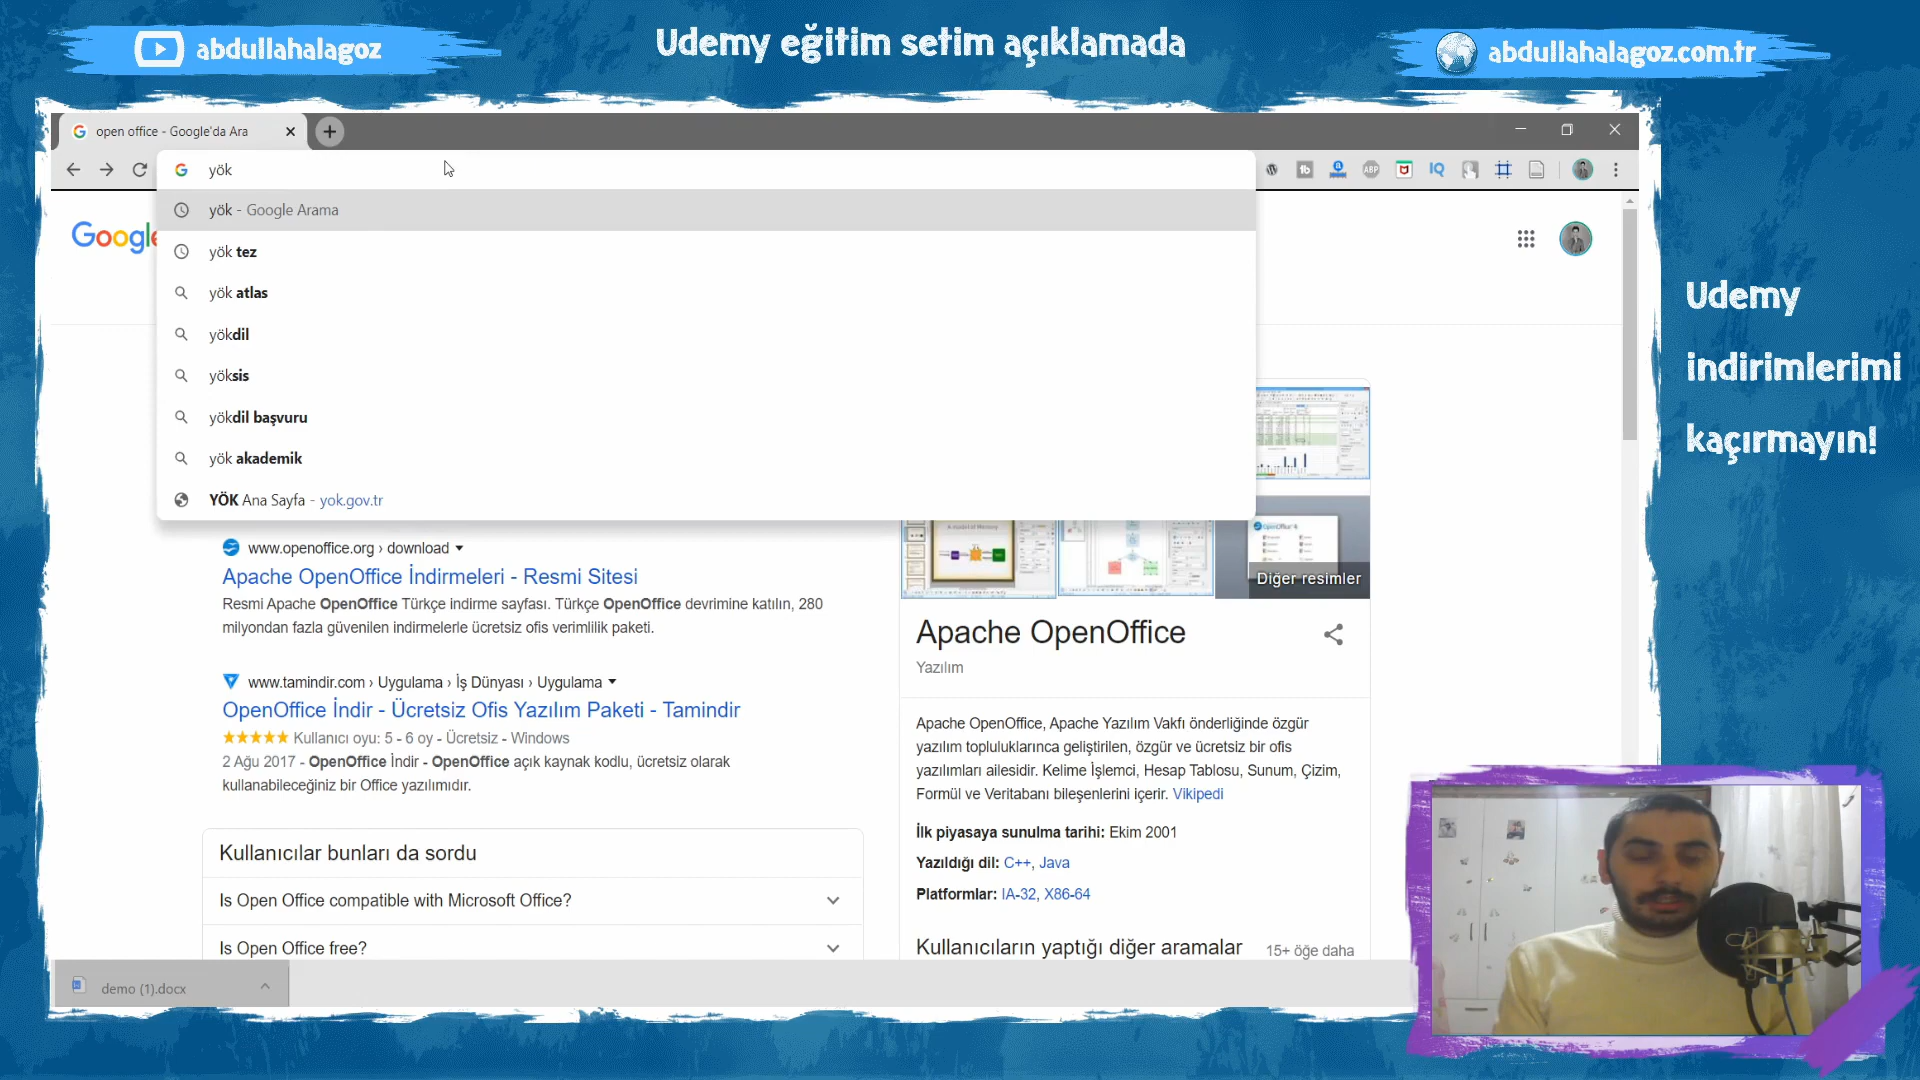 abdullahalagoz
Udemy eğitim setim açıklamada
abdullahalagoz.com.tr
open office - Google'da Ara
yök
ABP
IQ
Google
yök - Google Arama
yök tez
yök atlas
yökdil
yöksis
yökdil başvuru
yök akademik
YÖK Ana Sayfa - yok.gov.tr
Udemy
indirimlerimi
kaçırmayın!
www.openoffice.org › download
Apache OpenOffice İndirmeleri - Resmi Sitesi
Resmi Apache OpenOffice Türkçe indirme sayfası. Türkçe OpenOffice devrimine katılın, 280
milyondan fazla güvenilen indirmelerle ücretsiz ofis verimlilik paketi.
www.tamindir.com › Uygulama › İş Dünyası › Uygulama
OpenOffice İndir - Ücretsiz Ofis Yazılım Paketi - Tamindir
Kullanıcı oyu: 5 - 6 oy - Ücretsiz - Windows
2 Ağu 2017 - OpenOffice İndir - OpenOffice açık kaynak kodlu, ücretsiz olarak
kullanabileceğiniz bir Office yazılımıdır.
Kullanıcılar bunları da sordu
Is Open Office compatible with Microsoft Office?
Is Open Office free?
Diğer resimler
Apache OpenOffice
Yazılım
Apache OpenOffice, Apache Yazılım Vakfı önderliğinde özgür
yazılım topluluklarınca geliştirilen, özgür ve ücretsiz bir ofis
yazılımları ailesidir. Kelime İşlemci, Hesap Tablosu, Sunum, Çizim,
Formül ve Veritabanı bileşenlerini içerir. Vikipedi
İlk piyasaya sunulma tarihi: Ekim 2001
Yazıldığı dil: C++, Java
Platformlar: IA-32, X86-64
Kullanıcıların yaptığı diğer aramalar
15+ öğe daha
demo (1).docx